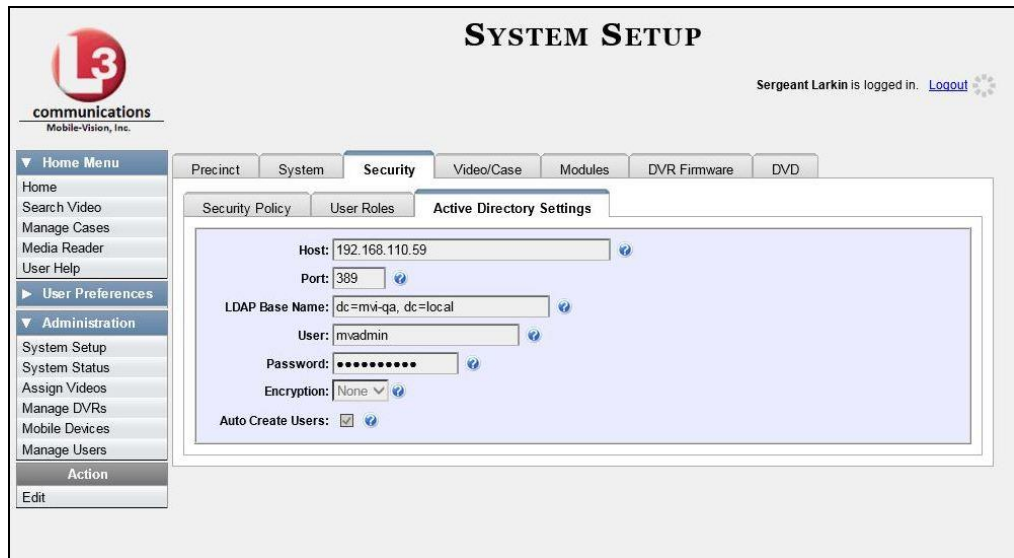 SYSTEM SETUP
L3
communications
Mobile-Vision, Inc.
Sergeant Larkin is logged in. Logout
▼ Home Menu
Home
Search Video
Manage Cases
Media Reader
User Help
▶ User Preferences
▼ Administration
System Setup
System Status
Assign Videos
Manage DVRs
Mobile Devices
Manage Users
Action
Edit
Precinct System Security Video/Case Modules DVR Firmware DVD
Security Policy User Roles Active Directory Settings
Host: 192.168.110.59 ?
Port: 389 ?
LDAP Base Name: dc=mvi-qa, dc=local ?
User: mvadmin ?
Password: ●●●●●●●●●● ?
Encryption: None ?
Auto Create Users: ?